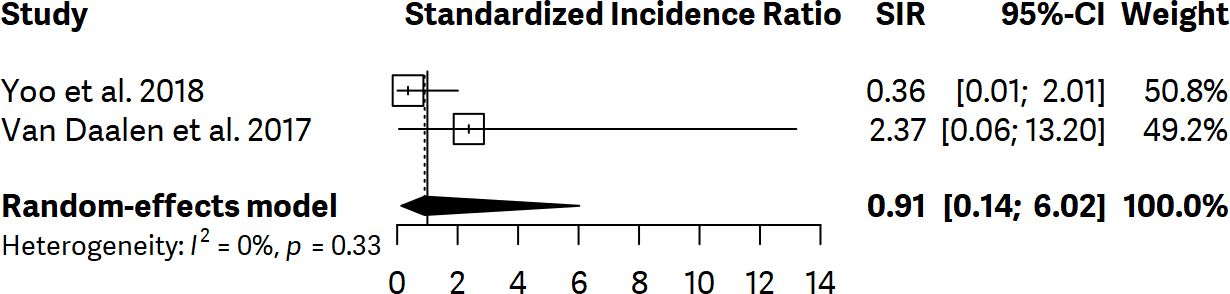 Study Standardized Incidence Ratio SIR 95%-CI Weight
Yoo et al. 2018 0.36 [0.01; 2.01] 50.8%
Van Daalen et al. 2017 2.37 [0.06; 13.20] 49.2%
Random-effects model 0.91 [0.14; 6.02] 100.0%
Heterogeneity: I² = 0%, p = 0.33
0 2 4 6 8 10 12 14